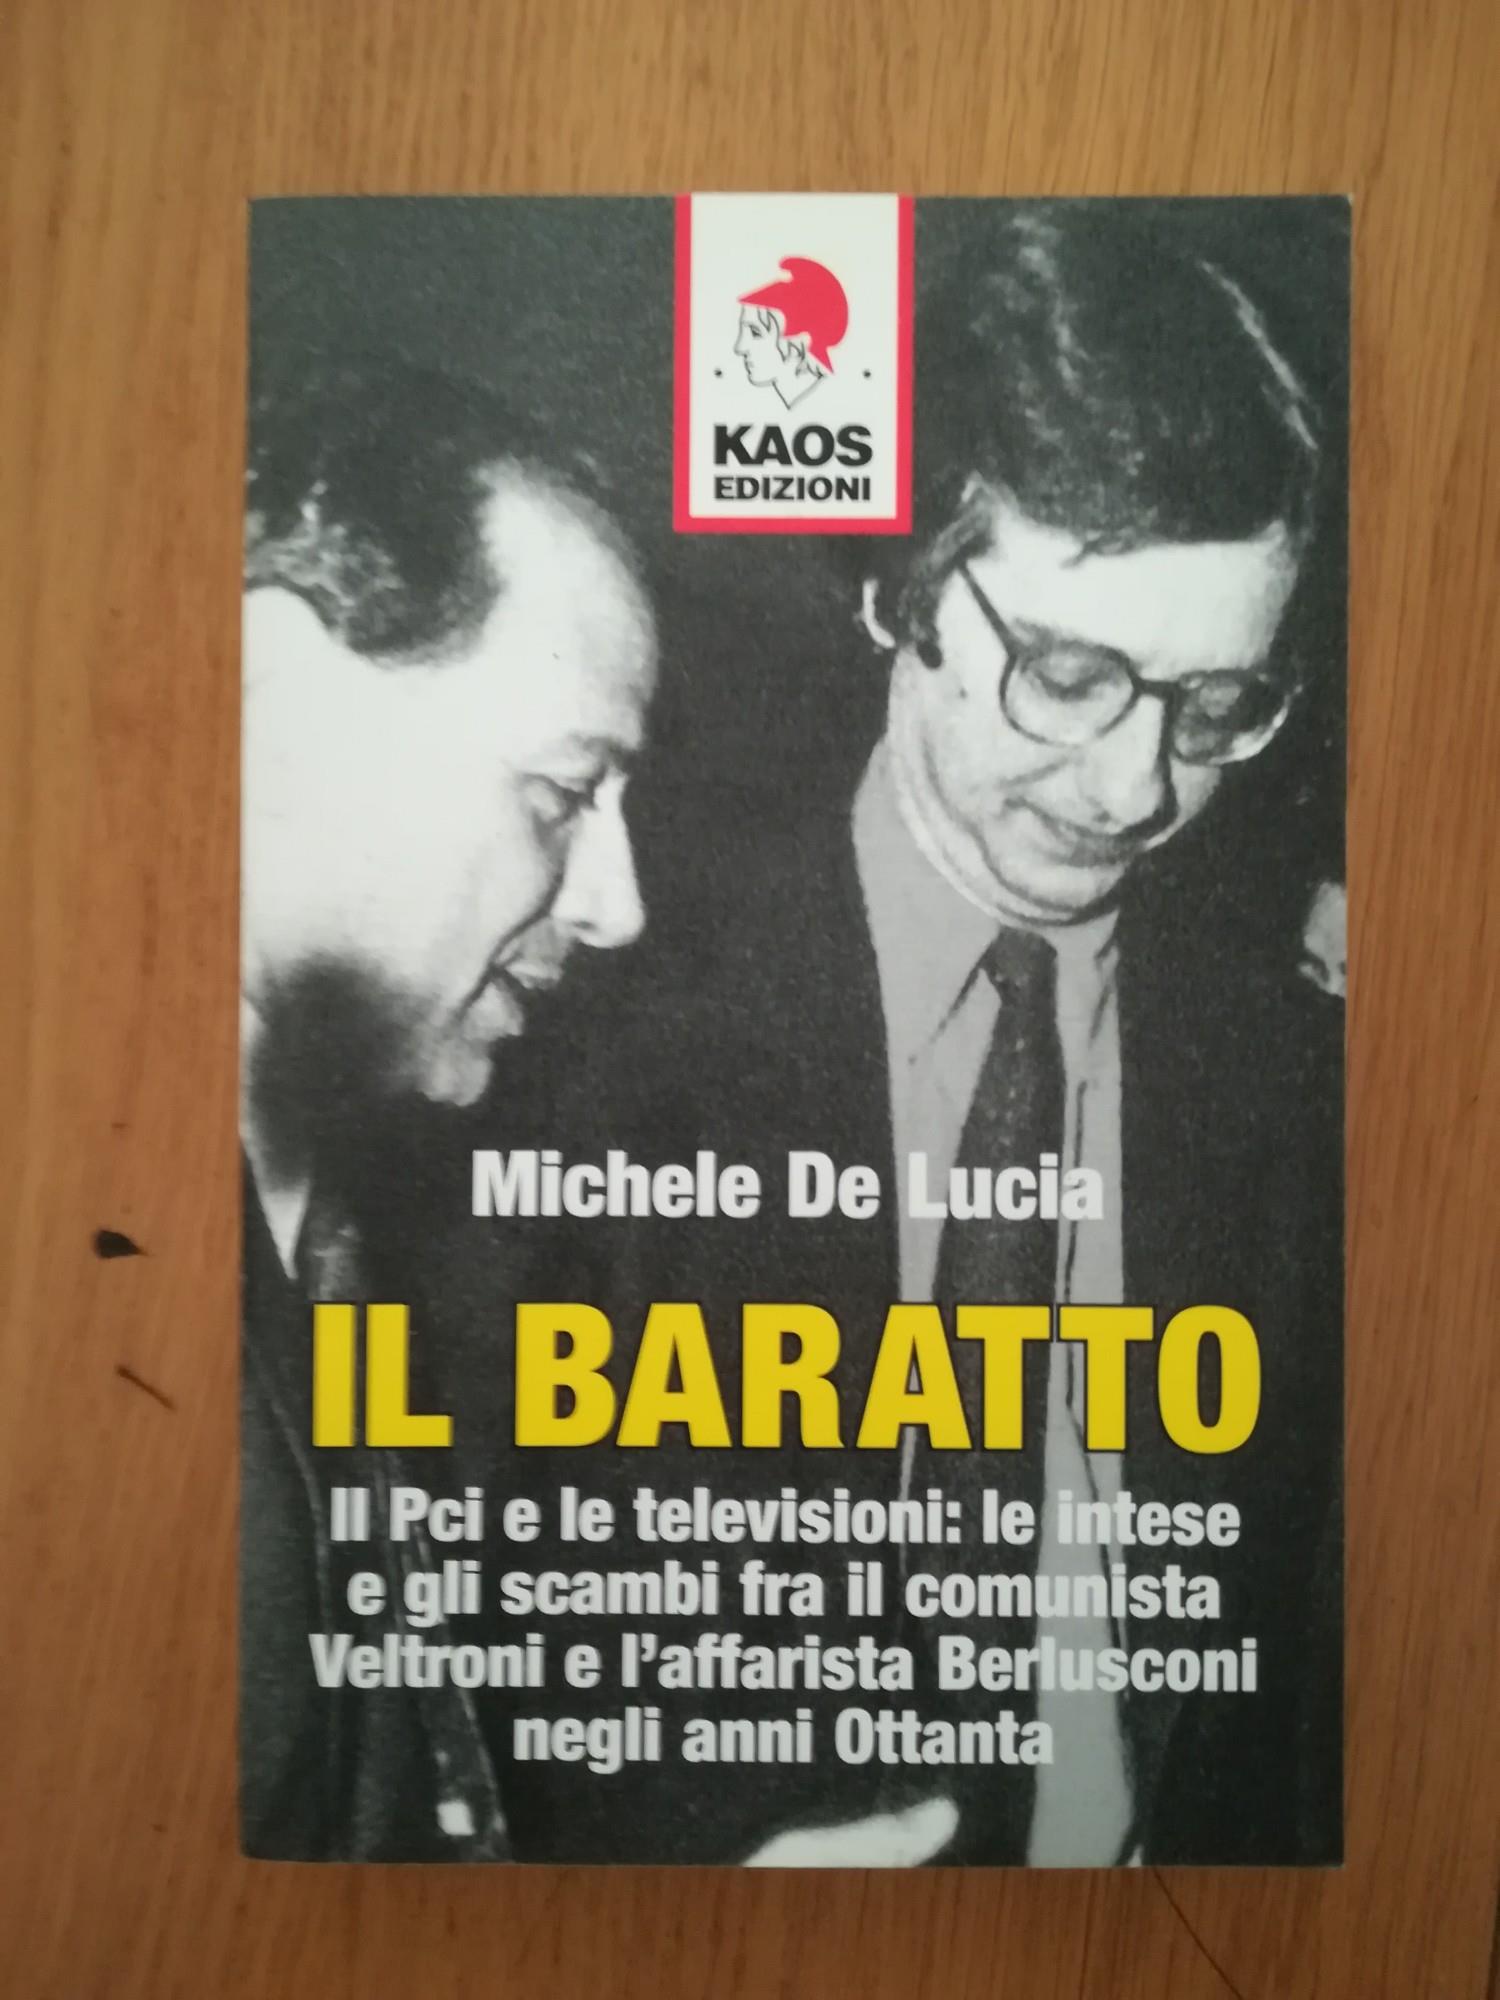 KAOS
EDIZIONI
Michele De Lucia
IL BARATTO
Il Pci e le televisioni: le intese
e gli scambi fra il comunista
Veltroni e l'affarista Berlusconi
negli anni Ottanta